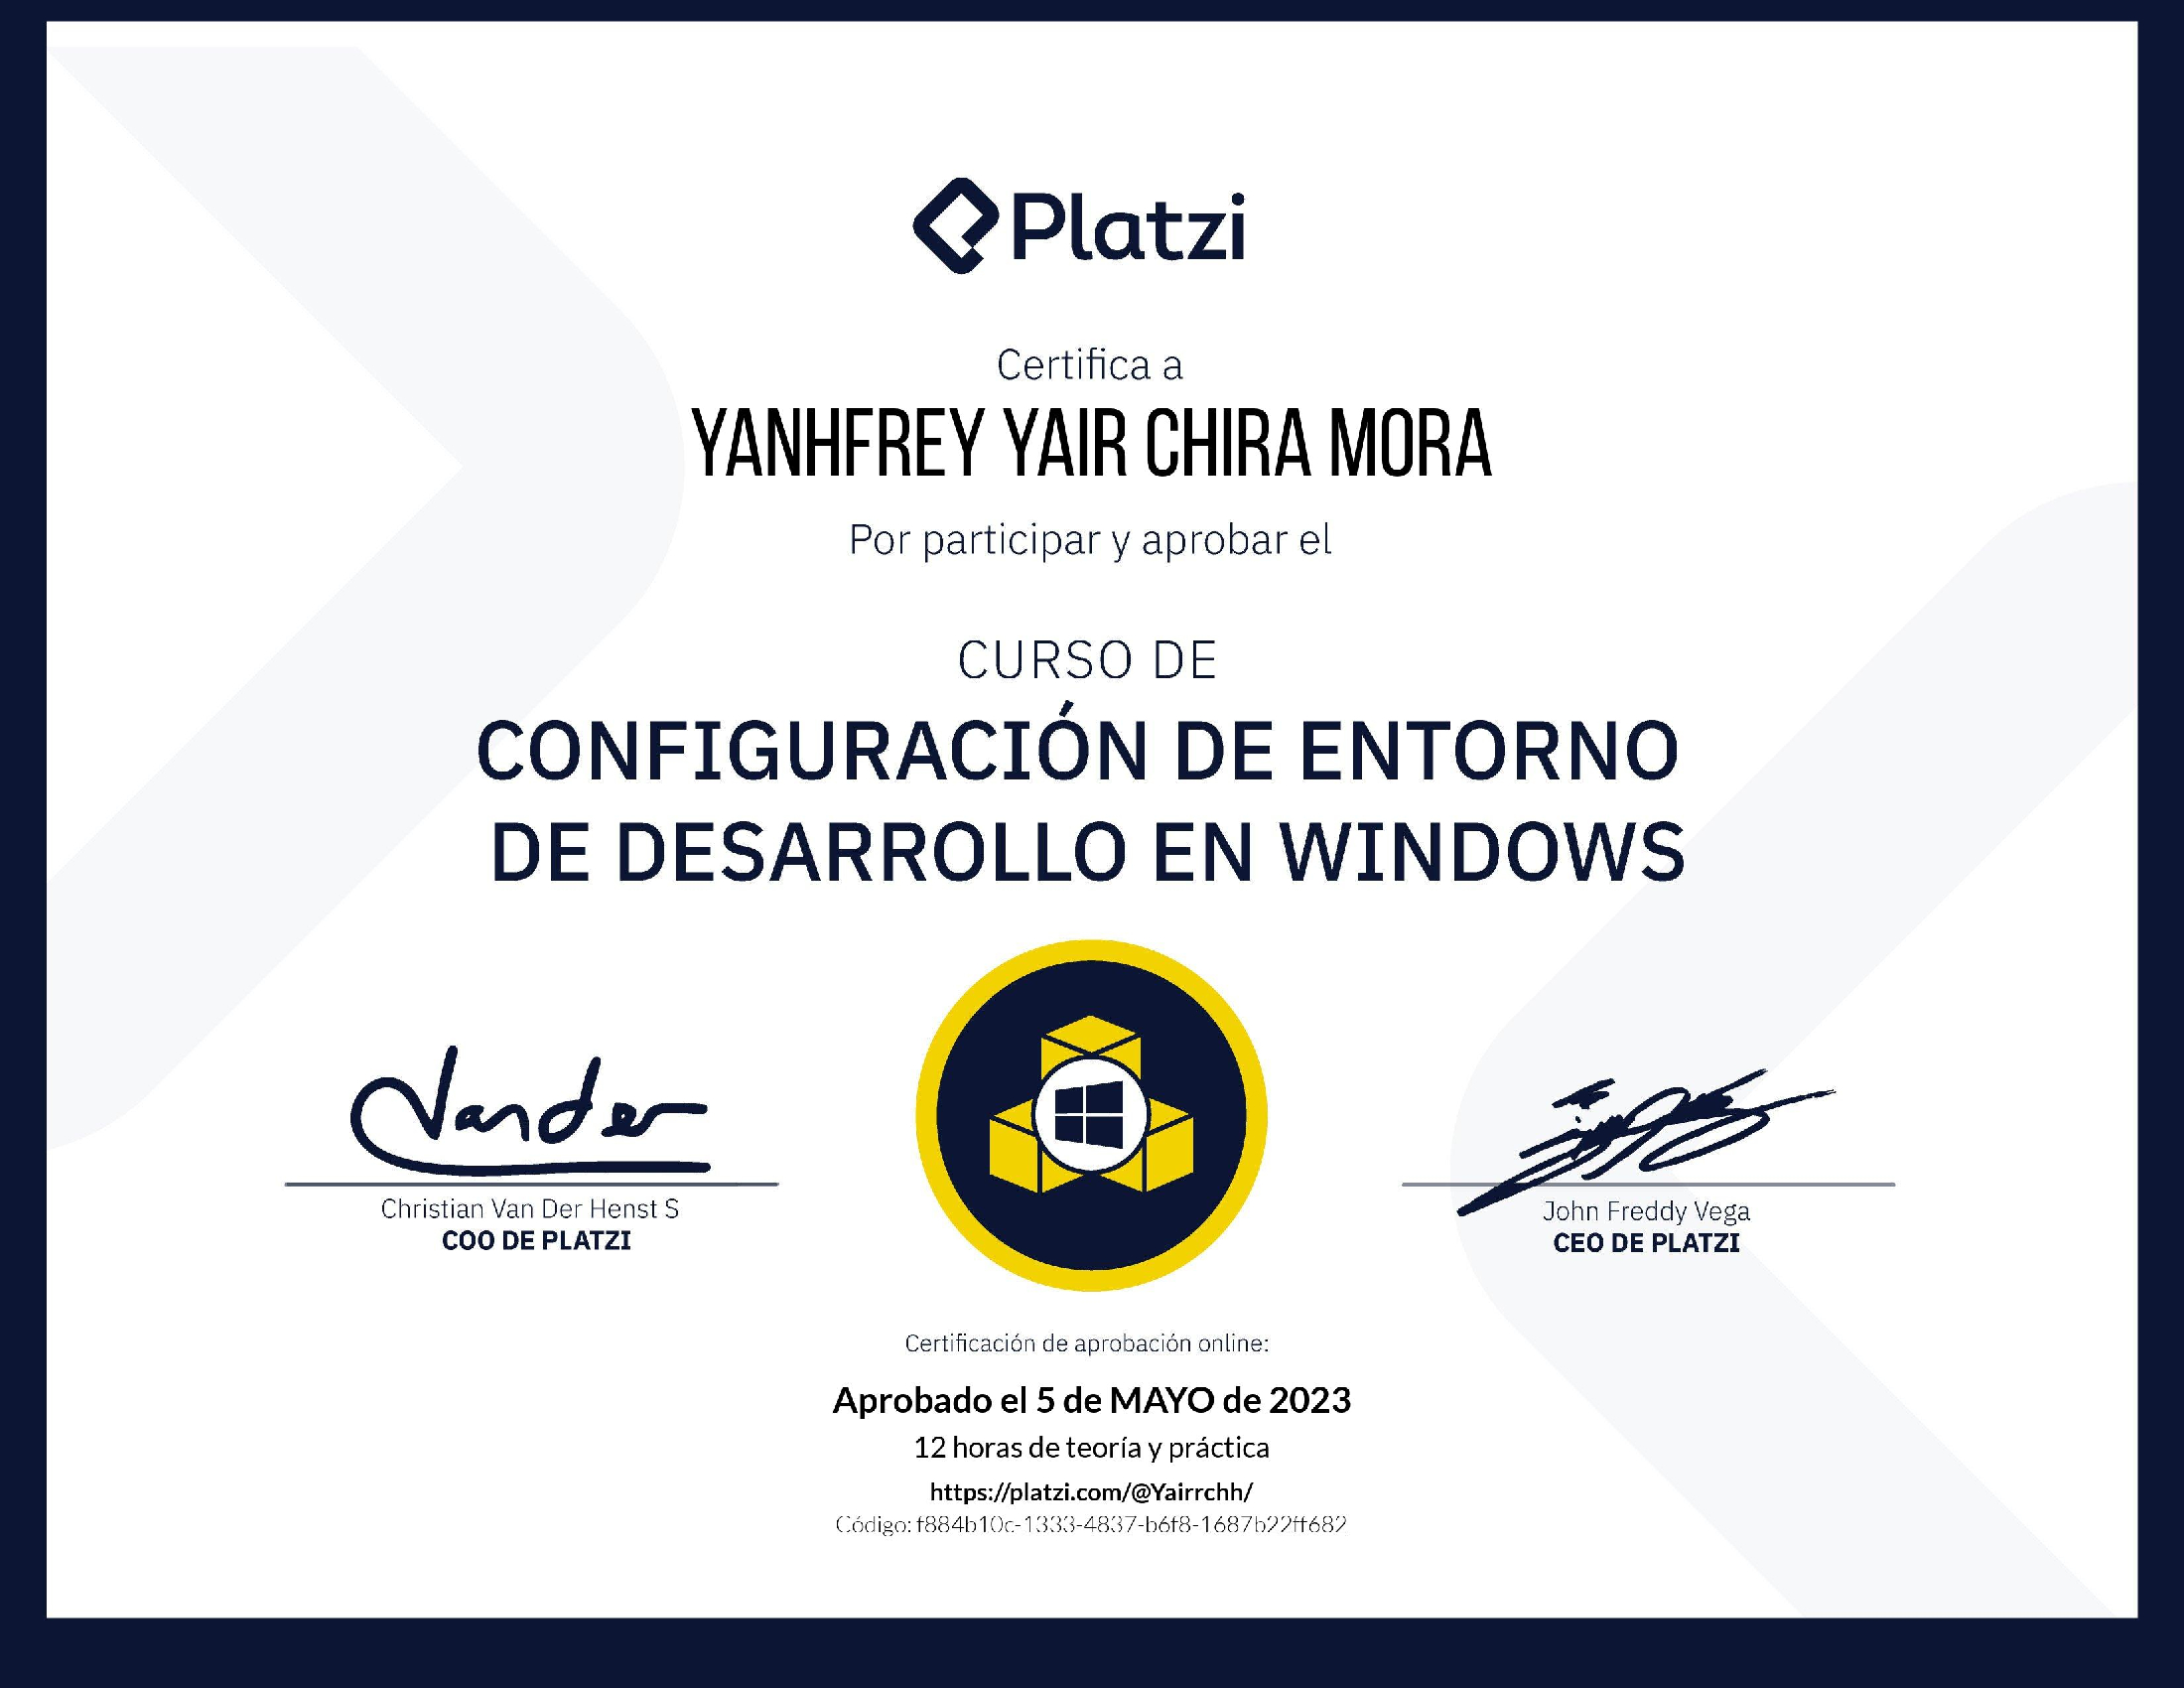 Platzi
Certifica a
YANHFREY YAIR CHIRA MORA
Por participar y aprobar el
CURSO DE
CONFIGURACIÓN DE ENTORNO
DE DESARROLLO EN WINDOWS
Vander
Christian Van Der Henst S
COO DE PLATZI
John Freddy Vega
CEO DE PLATZI
Certificación de aprobación online:
Aprobado el 5 de MAYO de 2023
12 horas de teoría y práctica
https://platzi.com/@Yairrchh/
Código: f884b10c-1333-4837-b6f8-1687b22ff682